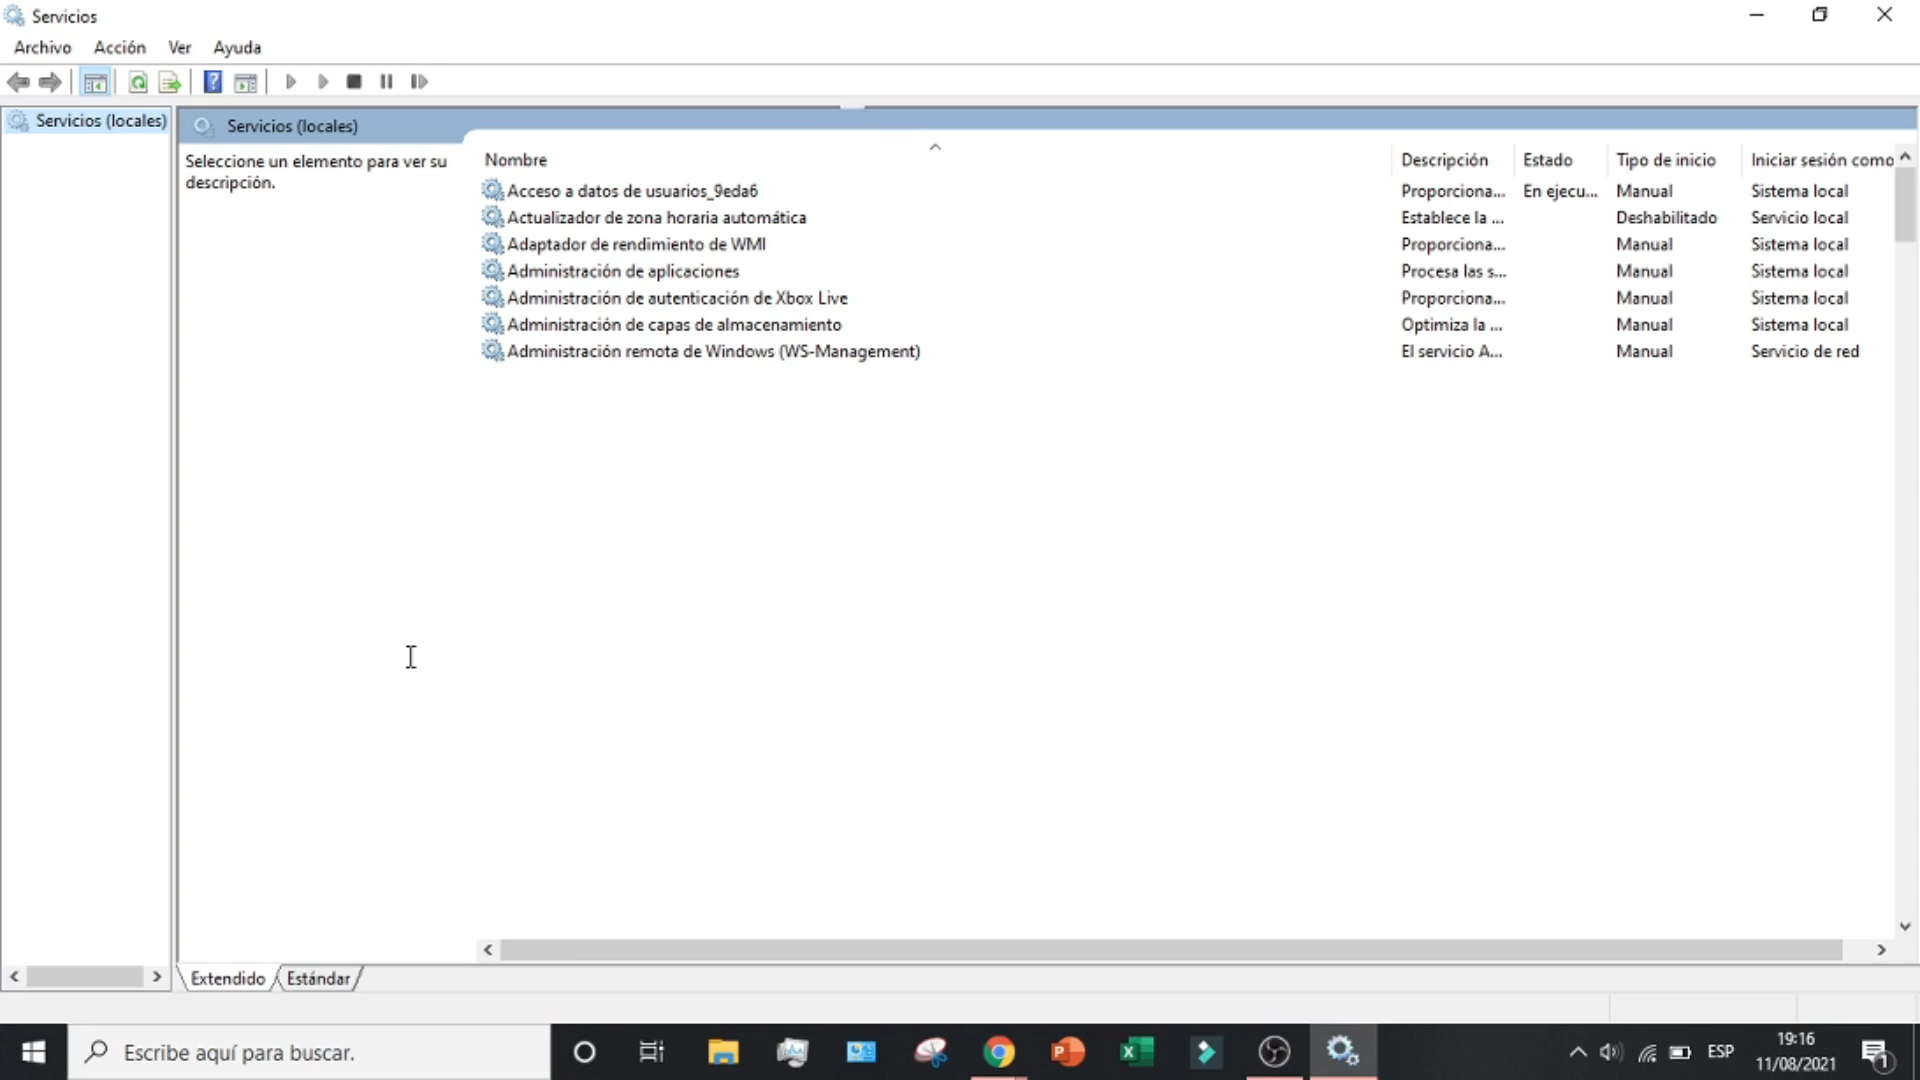 Servicios
Archivo Acción Ver Ayuda
Servicios (locales)
Servicios (locales)
Seleccione un elemento para ver su
descripción.
Nombre Descripción Estado Tipo de inicio Iniciar sesión como
Acceso a datos de usuarios_9eda6 Proporciona... En ejecu... Manual Sistema local
Actualizador de zona horaria automática Establece la ... Deshabilitado Servicio local
Adaptador de rendimiento de WMI Proporciona... Manual Sistema local
Administración de aplicaciones Procesa las s... Manual Sistema local
Administración de autenticación de Xbox Live Proporciona... Manual Sistema local
Administración de capas de almacenamiento Optimiza la ... Manual Sistema local
Administración remota de Windows (WS-Management) El servicio A... Manual Servicio de red
Extendido Estándar
Escribe aquí para buscar.
ESP
19:16
11/08/2021
1